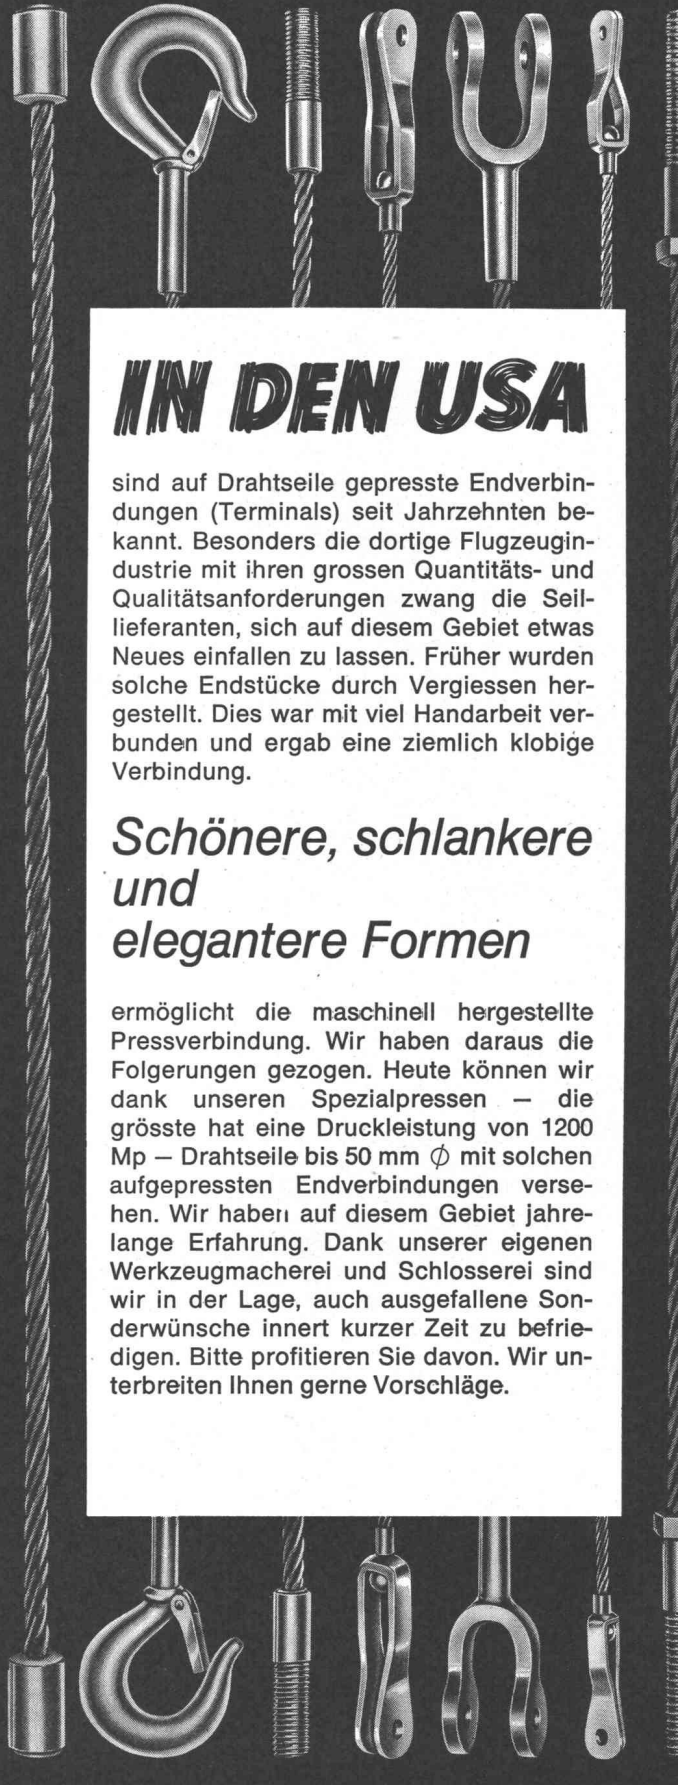 IN DEN USA
sind auf Drahtseile gepresste Endverbin-
dungen (Terminals) seit Jahrzehnten be-
kannt. Besonders die dortige Flugzeugin-
dustrie mit ihren grossen Quantitäts- und
Qualitätsanforderungen zwang die Seil-
lieferanten, sich auf diesem Gebiet etwas
Neues einfallen zu lassen. Früher wurden
solche Endstücke durch Vergiessen her-
gestellt. Dies war mit viel Handarbeit ver-
bunden und ergab eine ziemlich klobige
Verbindung.
Schönere, schlankere
und
elegantere Formen
ermöglicht die maschinell hergestellte
Pressverbindung. Wir haben daraus die
Folgerungen gezogen. Heute können wir
dank unseren Spezialpressen — die
grösste hat eine Druckleistung von 1200
Mp — Drahtseile bis 50 mm ∅ mit solchen
aufgepressten Endverbindungen verse-
hen. Wir haben auf diesem Gebiet jahre-
lange Erfahrung. Dank unserer eigenen
Werkzeugmacherei und Schlosserei sind
wir in der Lage, auch ausgefallene Son-
derwünsche innert kurzer Zeit zu befrie-
digen. Bitte profitieren Sie davon. Wir un-
terbreiten Ihnen gerne Vorschläge.